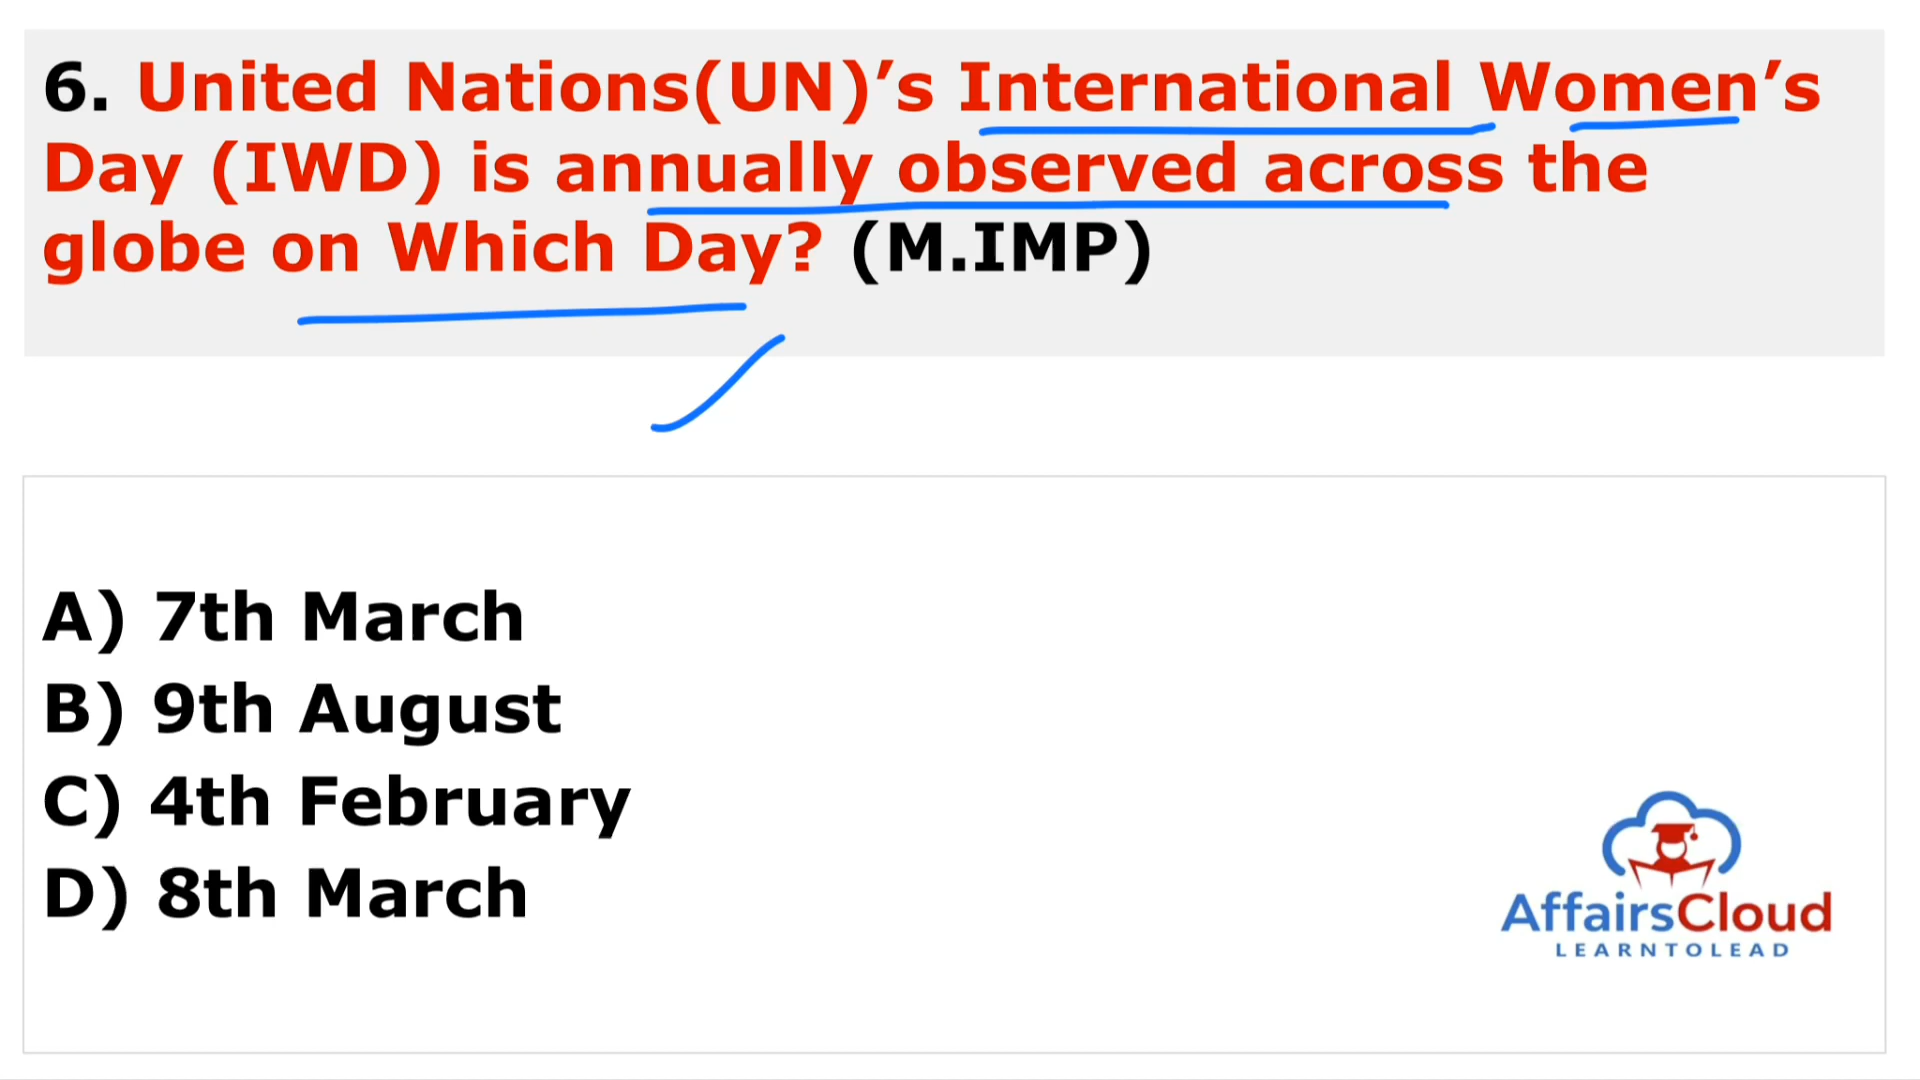 6. United Nations(UN)’s International Women’s
Day (IWD) is annually observed across the
globe on Which Day? (M.IMP)
A) 7th March
B) 9th August
C) 4th February
D) 8th March
AffairsCloud
LEARNTOLEAD